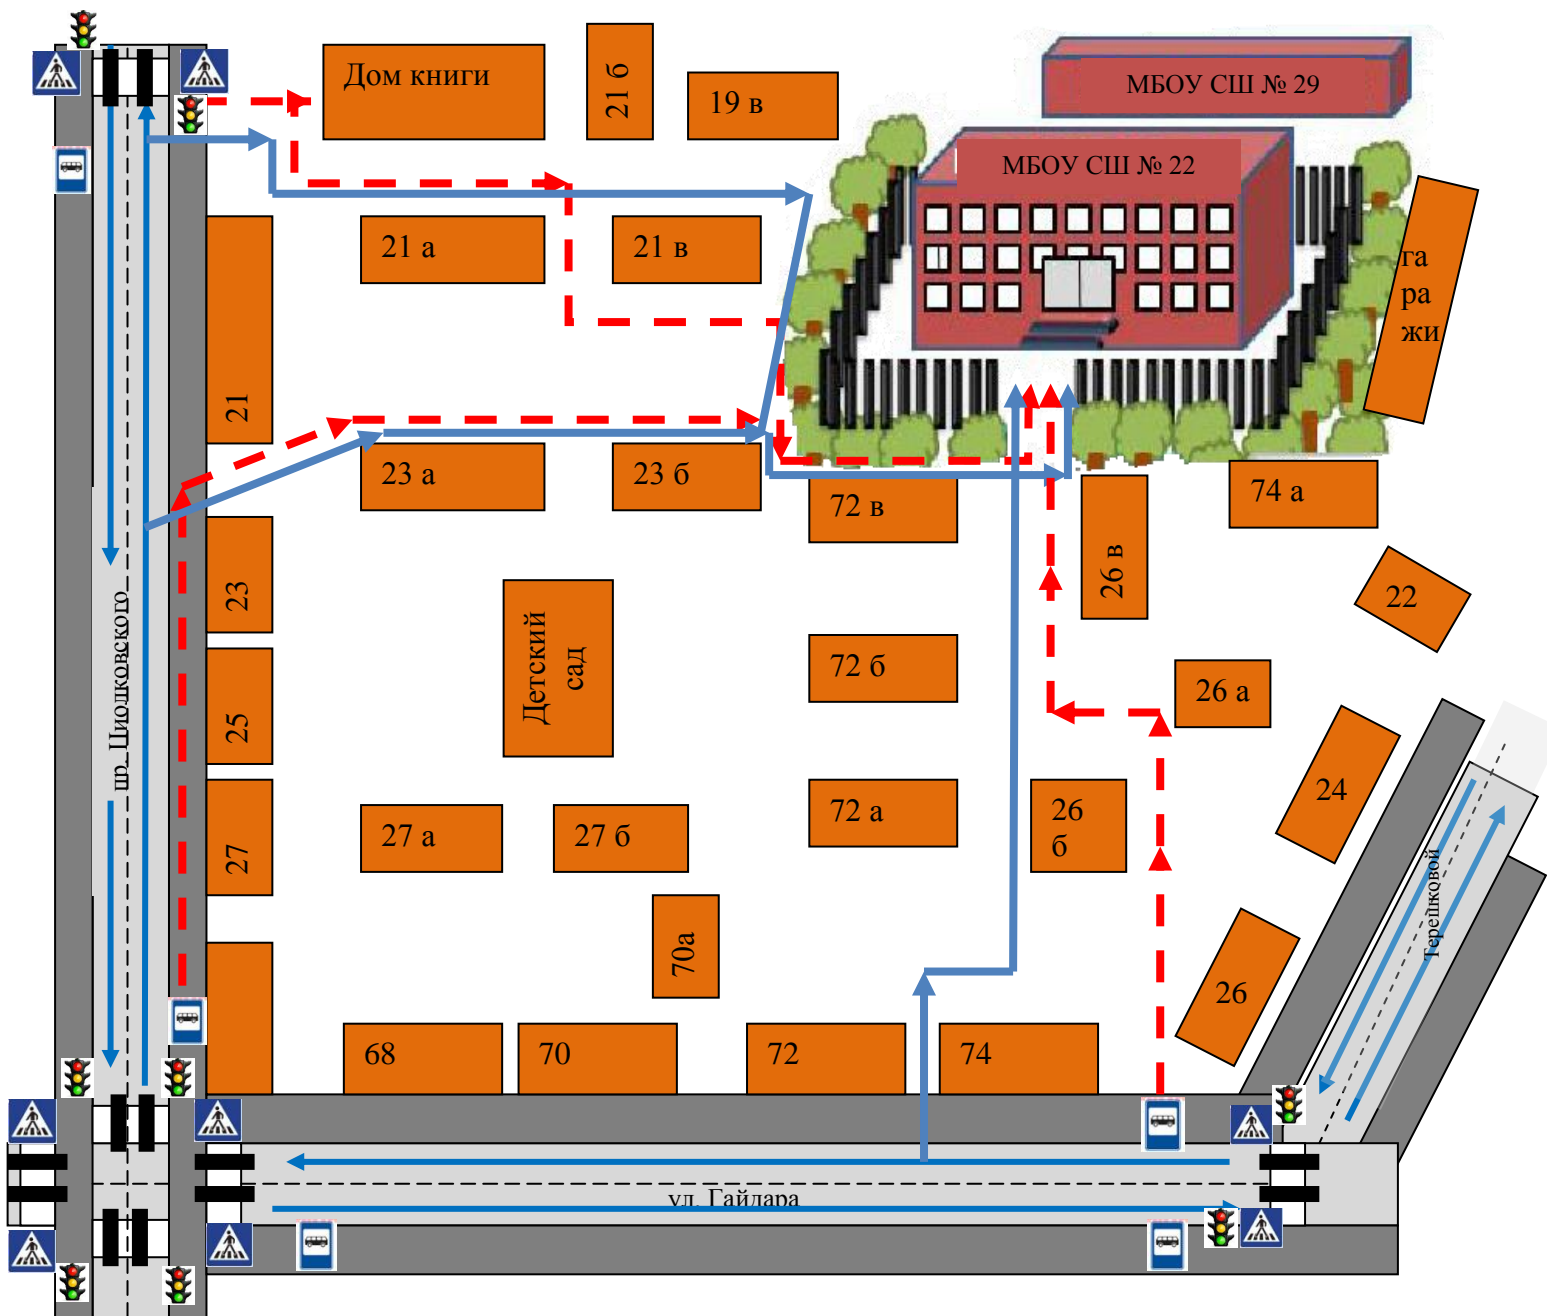 Дом книги
21 б
19 в
МБОУ СШ № 29
МБОУ СШ № 22
га
ра
жи
21 а
21 в
21
23 а
23 б
72 в
74 а
26 в
23
22
пр. Циолковского
Детский
сад
72 б
26 а
25
24
27
27 а
27 б
72 а
26
б
Терешковой
70а
26
68
70
72
74
ул. Гайдара